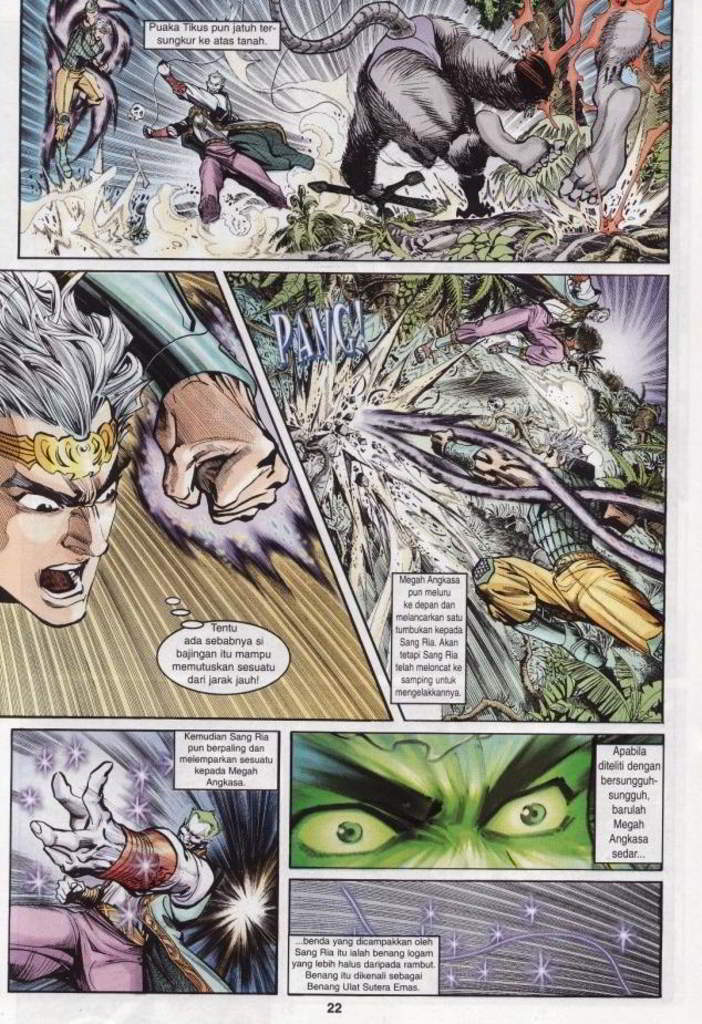 Puaka Tikus pun jatuh ter-
sungkur ke atas tanah.
PANG!
Tentu
ada sebabnya si
bajingan itu mampu
memutuskan sesuatu
dari jarak jauh!
Megah Angkasa
pun meluru
ke depan dan
melancarkan satu
tumbukan kepada
Sang Ria. Akan
tetapi Sang Ria
telah meloncat ke
samping untuk
mengelakkannya.
Kemudian Sang Ria
pun berpaling dan
melemparkan sesuatu
kepada Megah
Angkasa.
Apabila
diteliti dengan
bersungguh-
sungguh,
barulah
Megah
Angkasa
sedar...
...benda yang dicampakkan oleh
Sang Ria itu ialah benang logam
yang lebih halus daripada rambut.
Benang itu dikenali sebagai
Benang Ulat Sutera Emas.
22